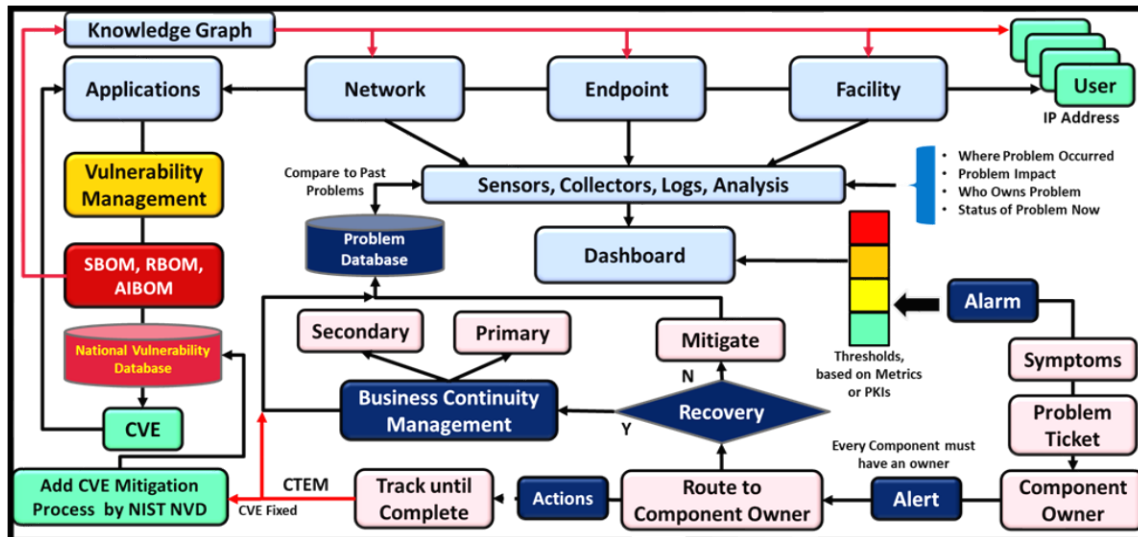 Knowledge Graph
Applications
Network
Endpoint
Facility
User
IP Address
Vulnerability
Management
Compare to Past
Problems
Sensors, Collectors, Logs, Analysis
• Where Problem Occurred
• Problem Impact
• Who Owns Problem
• Status of Problem Now
SBOM, RBOM,
AIBOM
Problem
Database
Dashboard
Alarm
National Vulnerability
Database
Secondary
Primary
Mitigate
Thresholds,
based on Metrics
or PKIs
Symptoms
CVE
Business Continuity
Management
N
Y
Recovery
Problem
Ticket
Every Component must
have an owner
Add CVE Mitigation
Process by NIST NVD
CTEM
CVE Fixed
Track until
Complete
Actions
Route to
Component Owner
Alert
Component
Owner